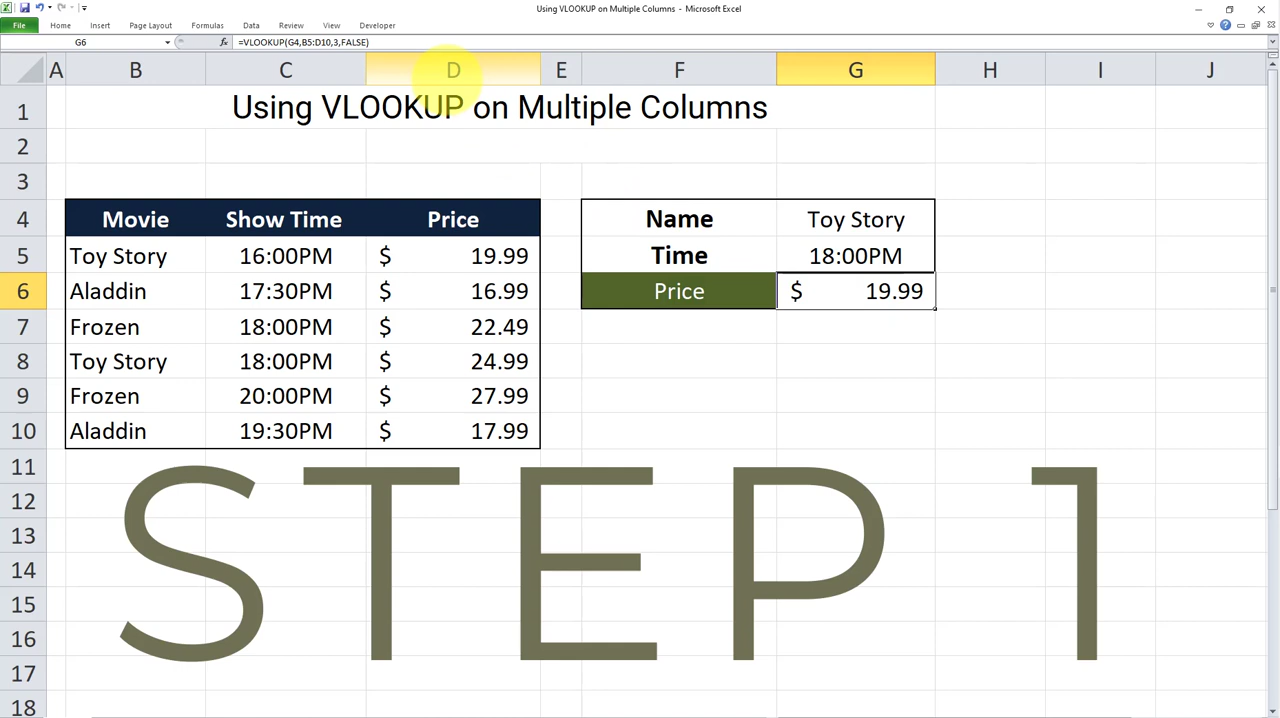 Using VLOOKUP on Multiple Columns - Microsoft Excel
File Home Insert Page Layout Formulas Data Review View Developer
G6 fx =VLOOKUP(G4,B5:D10,3,FALSE)
A B C D E F G H I J
1 Using VLOOKUP on Multiple Columns
2
3
4 Movie Show Time Price Name Toy Story
5 Toy Story 16:00PM $ 19.99 Time 18:00PM
6 Aladdin 17:30PM $ 16.99 Price $ 19.99
7 Frozen 18:00PM $ 22.49
8 Toy Story 18:00PM $ 24.99
9 Frozen 20:00PM $ 27.99
10 Aladdin 19:30PM $ 17.99
11
12
13
14
15
16
17
18
STEP 1